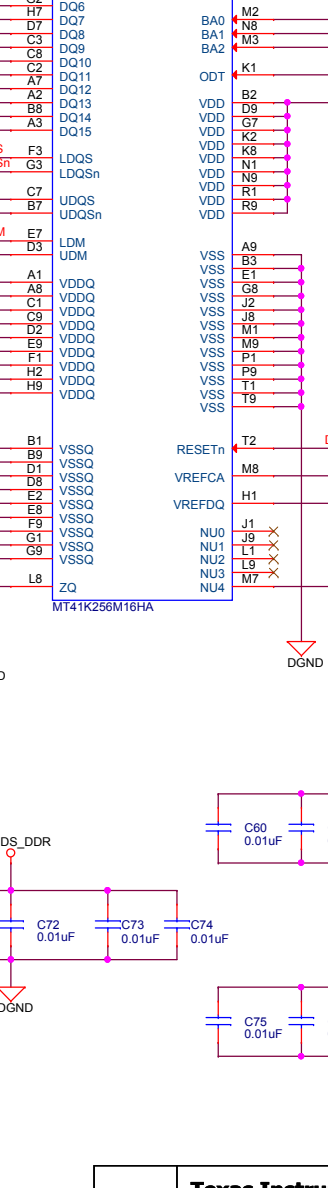 G2 DQ6
H7 DQ7
D7 DQ8
C3 DQ9
C8 DQ10
C2 DQ11
A7 DQ12
A2 DQ13
B8 DQ14
A3 DQ15
F3 LDQS
G3 LDQSn
C7 UDQS
B7 UDQSn
E7 LDM
D3 UDM
A1 VDDQ
A8 VDDQ
C1 VDDQ
C9 VDDQ
D2 VDDQ
E9 VDDQ
F1 VDDQ
H2 VDDQ
H9 VDDQ
B1 VSSQ
B9 VSSQ
D1 VSSQ
D8 VSSQ
E2 VSSQ
E8 VSSQ
F9 VSSQ
G1 VSSQ
G9 VSSQ
L8 ZQ
BA0 M2
BA1 N8
BA2 M3
ODT K1
VDD B2
VDD D9
VDD G7
VDD K2
VDD K8
VDD N1
VDD N9
VDD R1
VDD R9
VSS A9
VSS B3
VSS E1
VSS G8
VSS J2
VSS J8
VSS M1
VSS M9
VSS P1
VSS P9
VSS T1
VSS T9
RESETn T2
VREFCA M8
VREFDQ H1
NU0 J1
NU1 J9
NU2 L1
NU3 L9
NU4 M7
MT41K256M16HA
DGND
DS_DDR
C72
0.01uF
C73
0.01uF
C74
0.01uF
DGND
C60
0.01uF
C75
0.01uF
Texas Instru